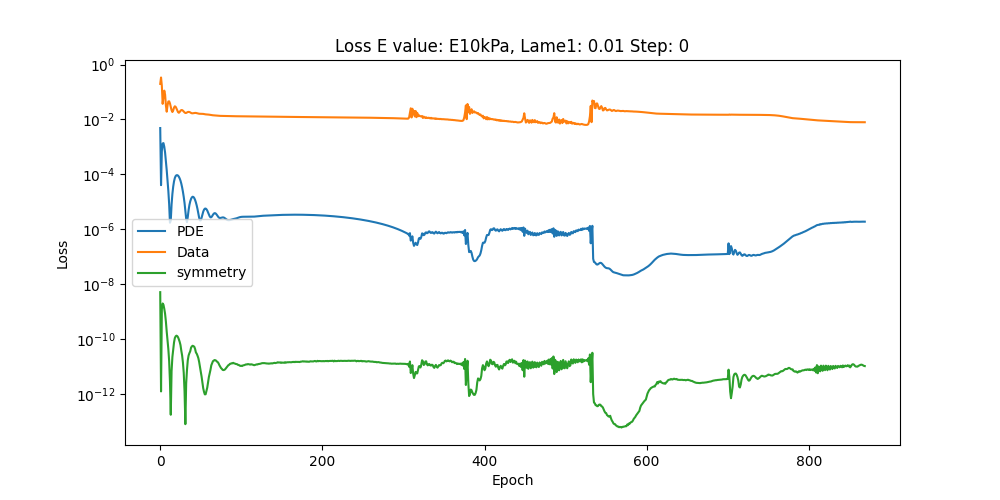 Loss E value: E10kPa, Lame1: 0.01 Step: 0
10^0
10^-2
10^-4
10^-6
10^-8
10^-10
10^-12
Loss
PDE
Data
symmetry
0 200 400 600 800
Epoch